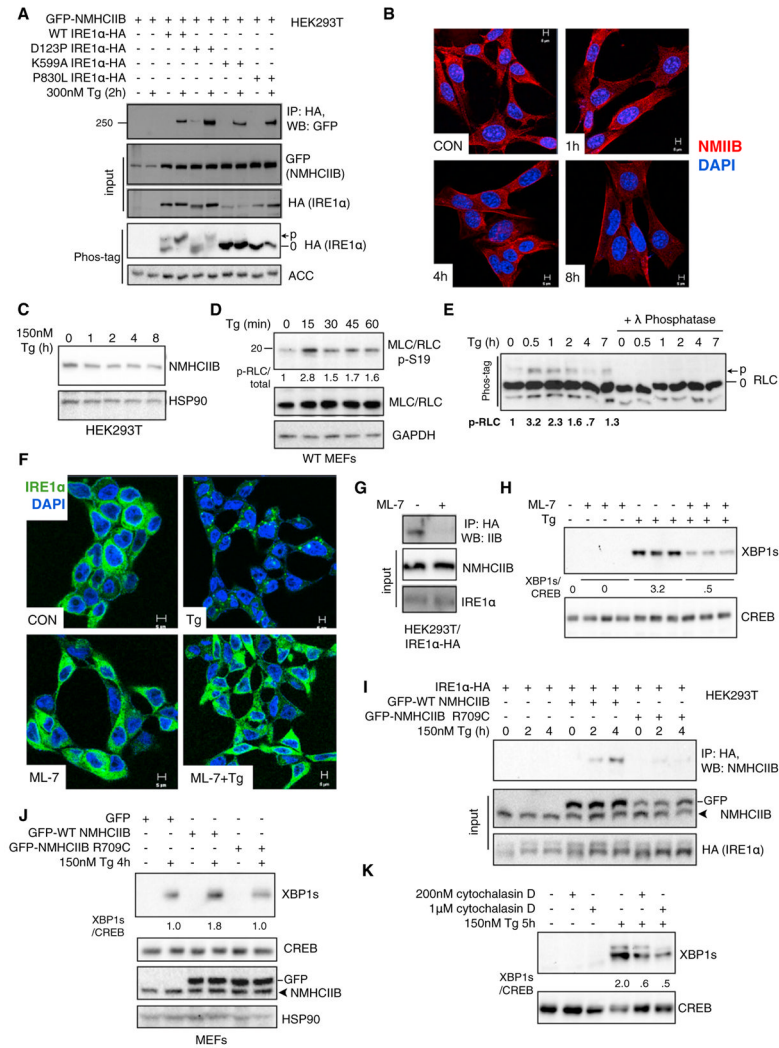 A
GFP-NMHCIIB + + + + + + + + + + HEK293T
WT IRE1α-HA - - + + - - - - - -
D123P IRE1α-HA - - - - + + - - - -
K599A IRE1α-HA - - - - - - + + - -
P830L IRE1α-HA - - - - - - - - + +
300nM Tg (2h) - + - + - + - + - +
250
IP: HA,
WB: GFP
input
GFP
(NMHCIIB)
HA (IRE1α)
Phos-tag
p
0
HA (IRE1α)
ACC
B
CON
1h
4h
8h
5 µm
NMIIB
DAPI
C
150nM
Tg (h)
0 1 2 4 8
NMHCIIB
HSP90
HEK293T
D
Tg (min) 0 15 30 45 60
20
MLC/RLC
p-S19
p-RLC/
total
1 2.8 1.5 1.7 1.6
MLC/RLC
GAPDH
WT MEFs
E
+ λ Phosphatase
Tg (h) 0 0.5 1 2 4 7 0 0.5 1 2 4 7
Phos-tag
p
0
RLC
p-RLC 1 3.2 2.3 1.6 .7 1.3
F
IRE1α
DAPI
CON
Tg
ML-7
ML-7+Tg
G
ML-7 - +
IP: HA
WB: IIB
input
NMHCIIB
IRE1α
HEK293T/
IRE1α-HA
H
ML-7 - + + + - - - + + +
Tg - - - - + + + + + +
XBP1s
XBP1s/
CREB
0 0 3.2 .5
CREB
I
IRE1α-HA + + + + + + + + + HEK293T
GFP-WT NMHCIIB - - - + + + - - -
GFP-NMHCIIB R709C - - - - - - + + +
150nM Tg (h) 0 2 4 0 2 4 0 2 4
IP: HA,
WB: NMHCIIB
input
GFP
NMHCIIB
HA (IRE1α)
J
GFP + + - - - -
GFP-WT NMHCIIB - - + + - -
GFP-NMHCIIB R709C - - - - + +
150nM Tg 4h - + - + - +
XBP1s
XBP1s
/CREB
1.0 1.8 1.0
CREB
GFP
NMHCIIB
HSP90
MEFs
K
200nM cytochalasin D - + - - + -
1µM cytochalasin D - - + - - +
150nM Tg 5h - - - + + +
XBP1s
XBP1s
/CREB
2.0 .6 .5
CREB